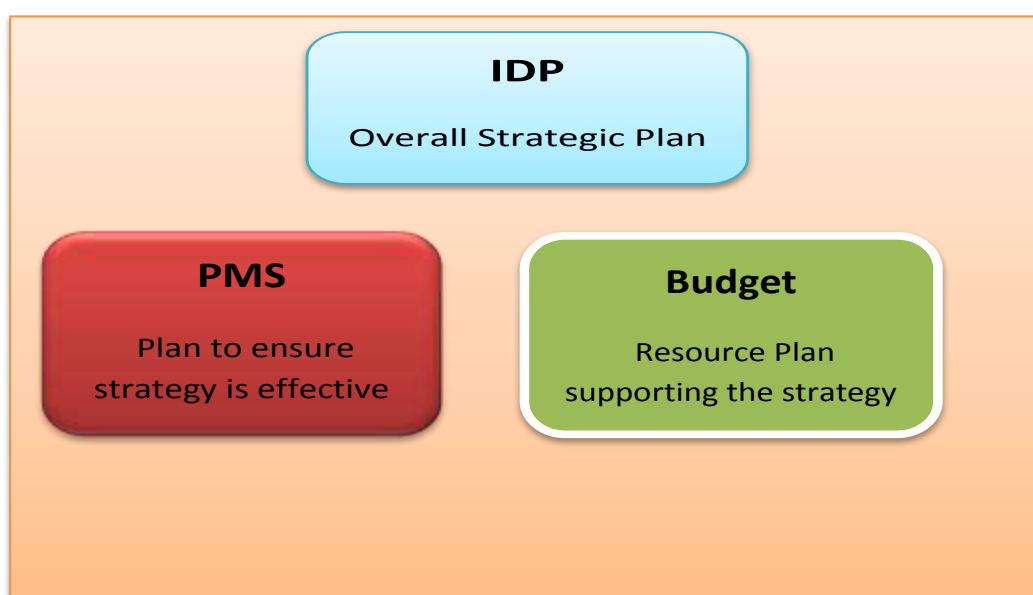 IDP
Overall Strategic Plan
PMS
Plan to ensure
strategy is effective
Budget
Resource Plan
supporting the strategy